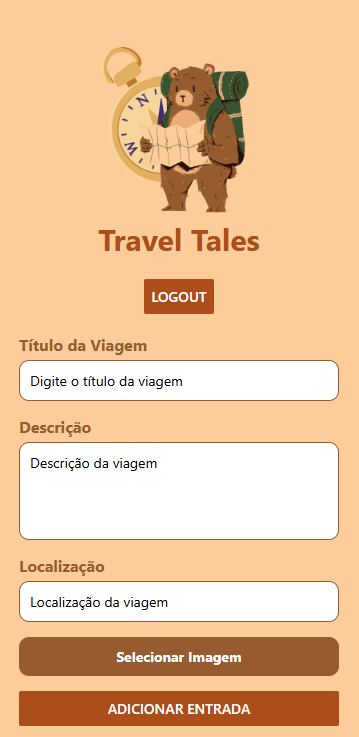 N
W
Travel Tales
LOGOUT
Título da Viagem
Digite o título da viagem
Descrição
Descrição da viagem
Localização
Localização da viagem
Selecionar Imagem
ADICIONAR ENTRADA